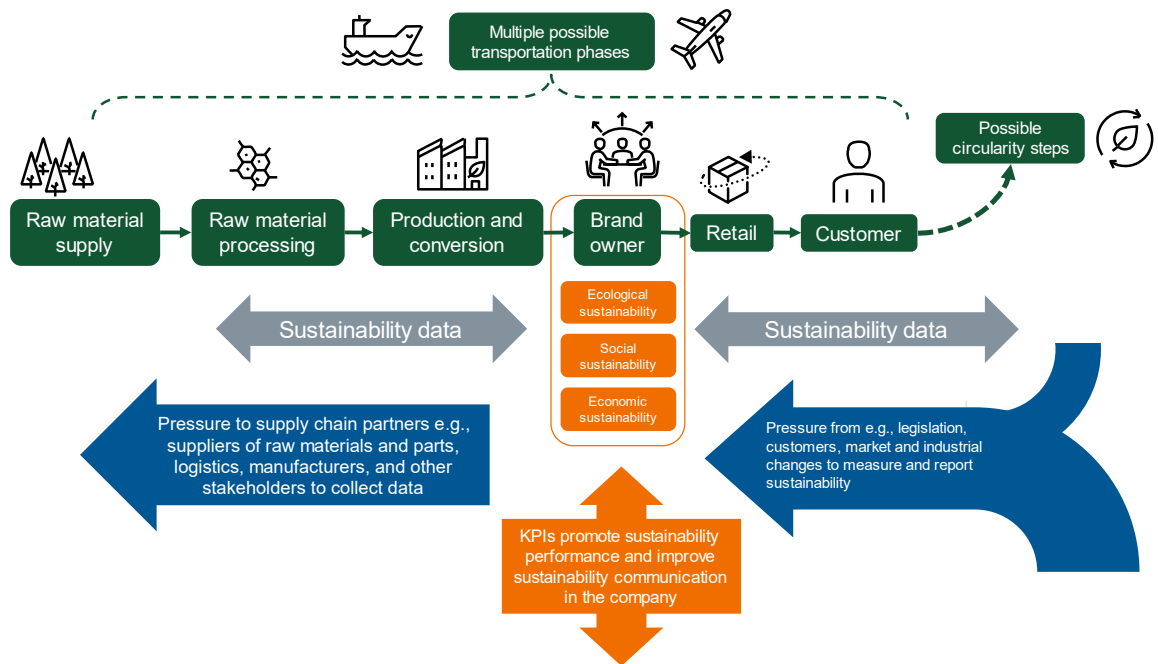 Multiple possible
transportation phases
Possible
circularity steps
Raw material
supply
Raw material
processing
Production and
conversion
Brand
owner
Retail
Customer
Ecological
sustainability
Social
sustainability
Economic
sustainability
Sustainability data
Sustainability data
Pressure to supply chain partners e.g.,
suppliers of raw materials and parts,
logistics, manufacturers, and other
stakeholders to collect data
Pressure from e.g., legislation,
customers, market and industrial
changes to measure and report
sustainability
KPIs promote sustainability
performance and improve
sustainability communication
in the company